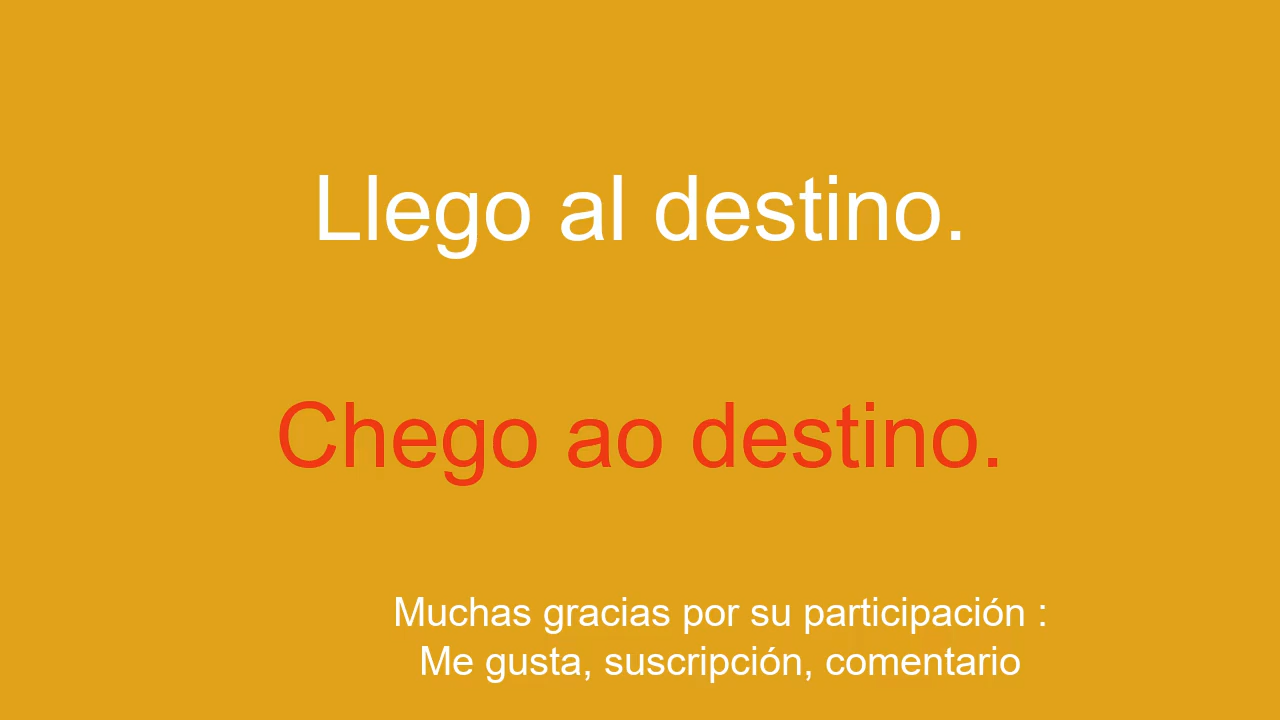 Llego al destino.
Chego ao destino.
Muchas gracias por su participación :
Me gusta, suscripción, comentario